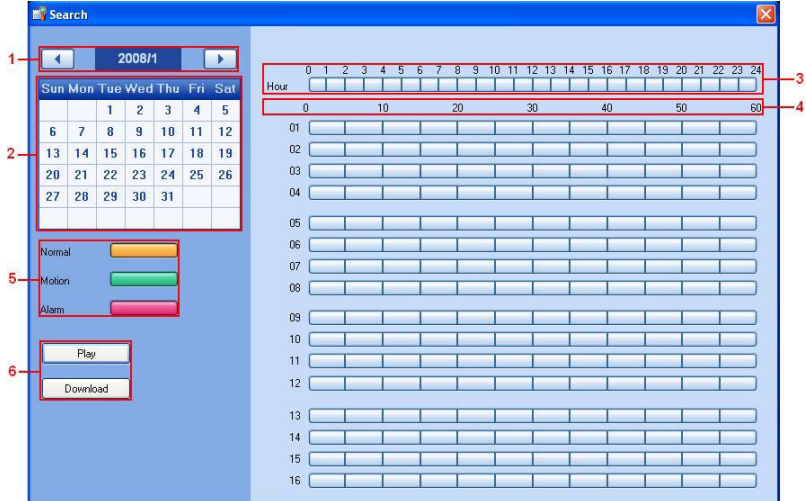 Search
1
2008/1
Sun Mon Tue Wed Thu Fri Sat
1 2 3 4 5
6 7 8 9 10 11 12
13 14 15 16 17 18 19
20 21 22 23 24 25 26
27 28 29 30 31
2
Normal
Motion
Alarm
5
Play
Download
6
0 1 2 3 4 5 6 7 8 9 10 11 12 13 14 15 16 17 18 19 20 21 22 23 24
Hour
3
0 10 20 30 40 50 60
4
01
02
03
04
05
06
07
08
09
10
11
12
13
14
15
16